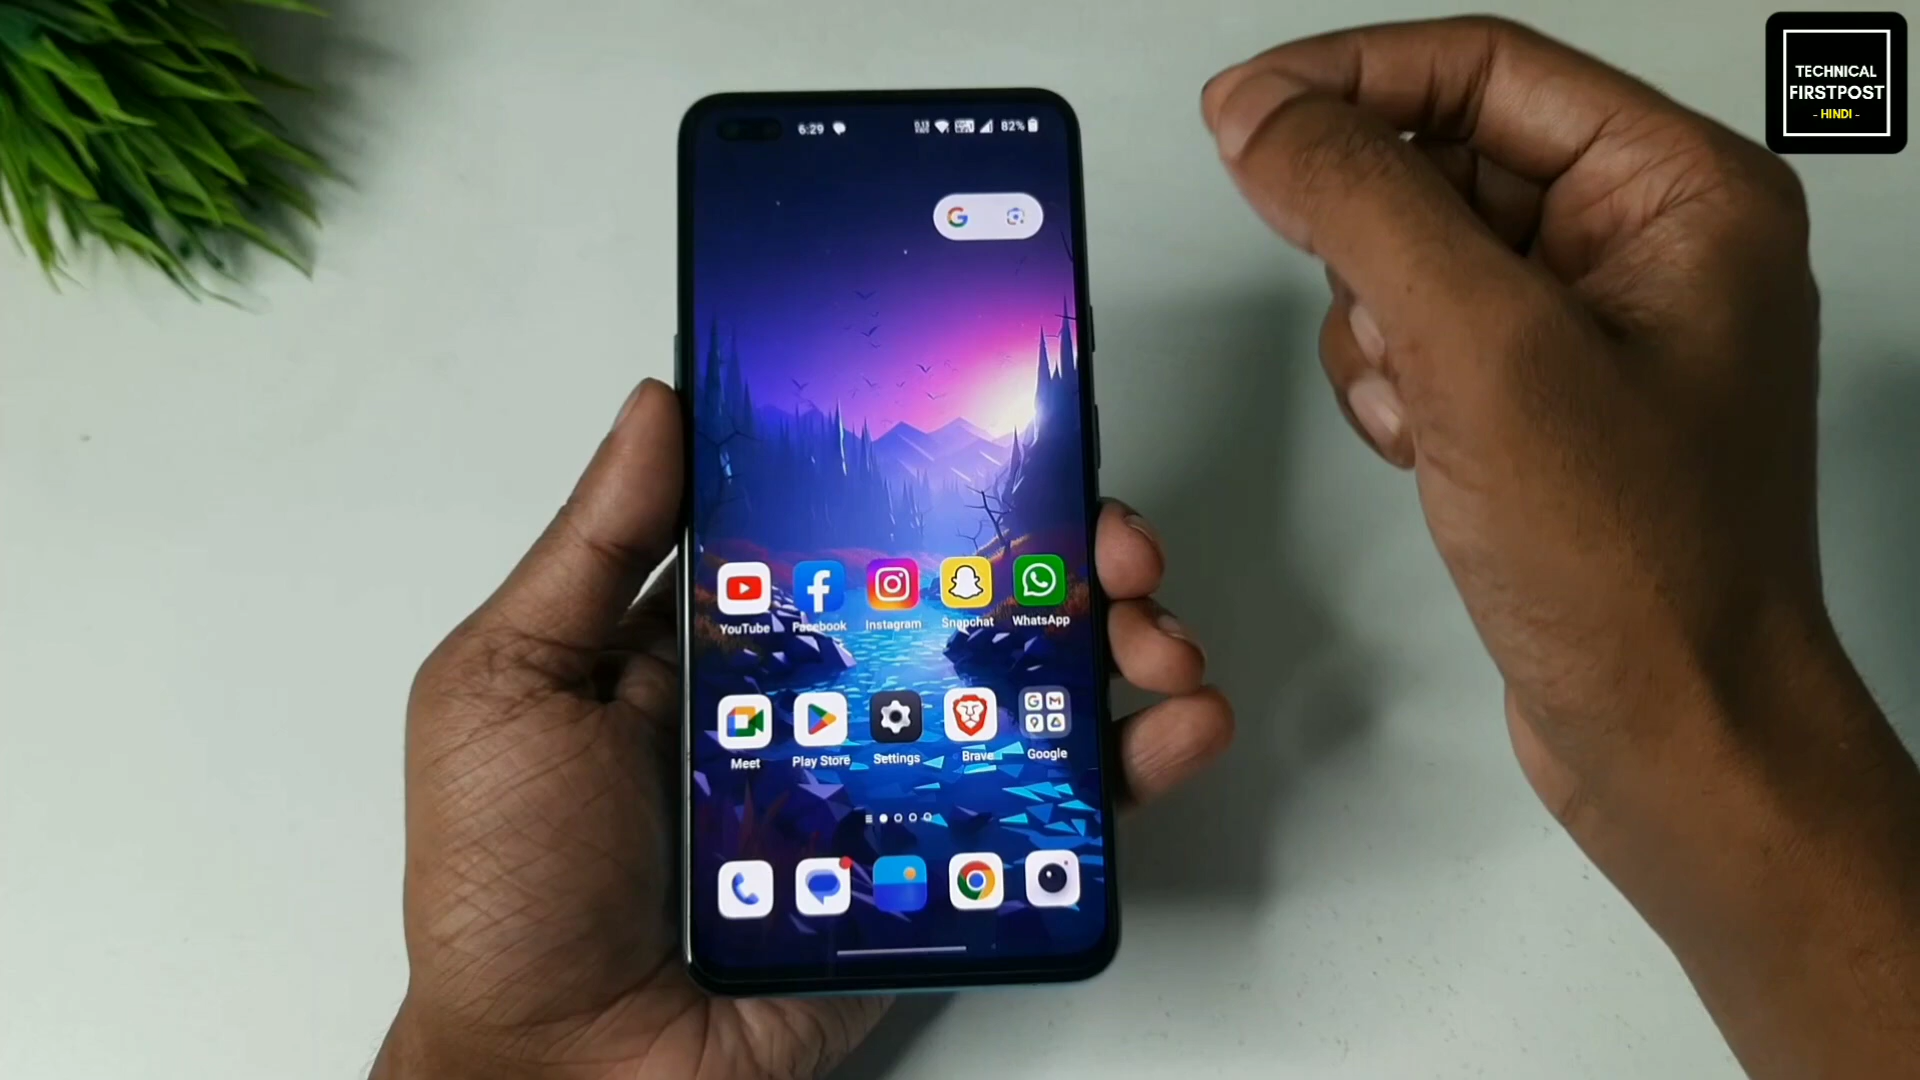 TECHNICAL
FIRSTPOST
- HINDI -
6:29
82%
YouTube
Facebook
Instagram
Snapchat
WhatsApp
Meet
Play Store
Settings
Brave
Google